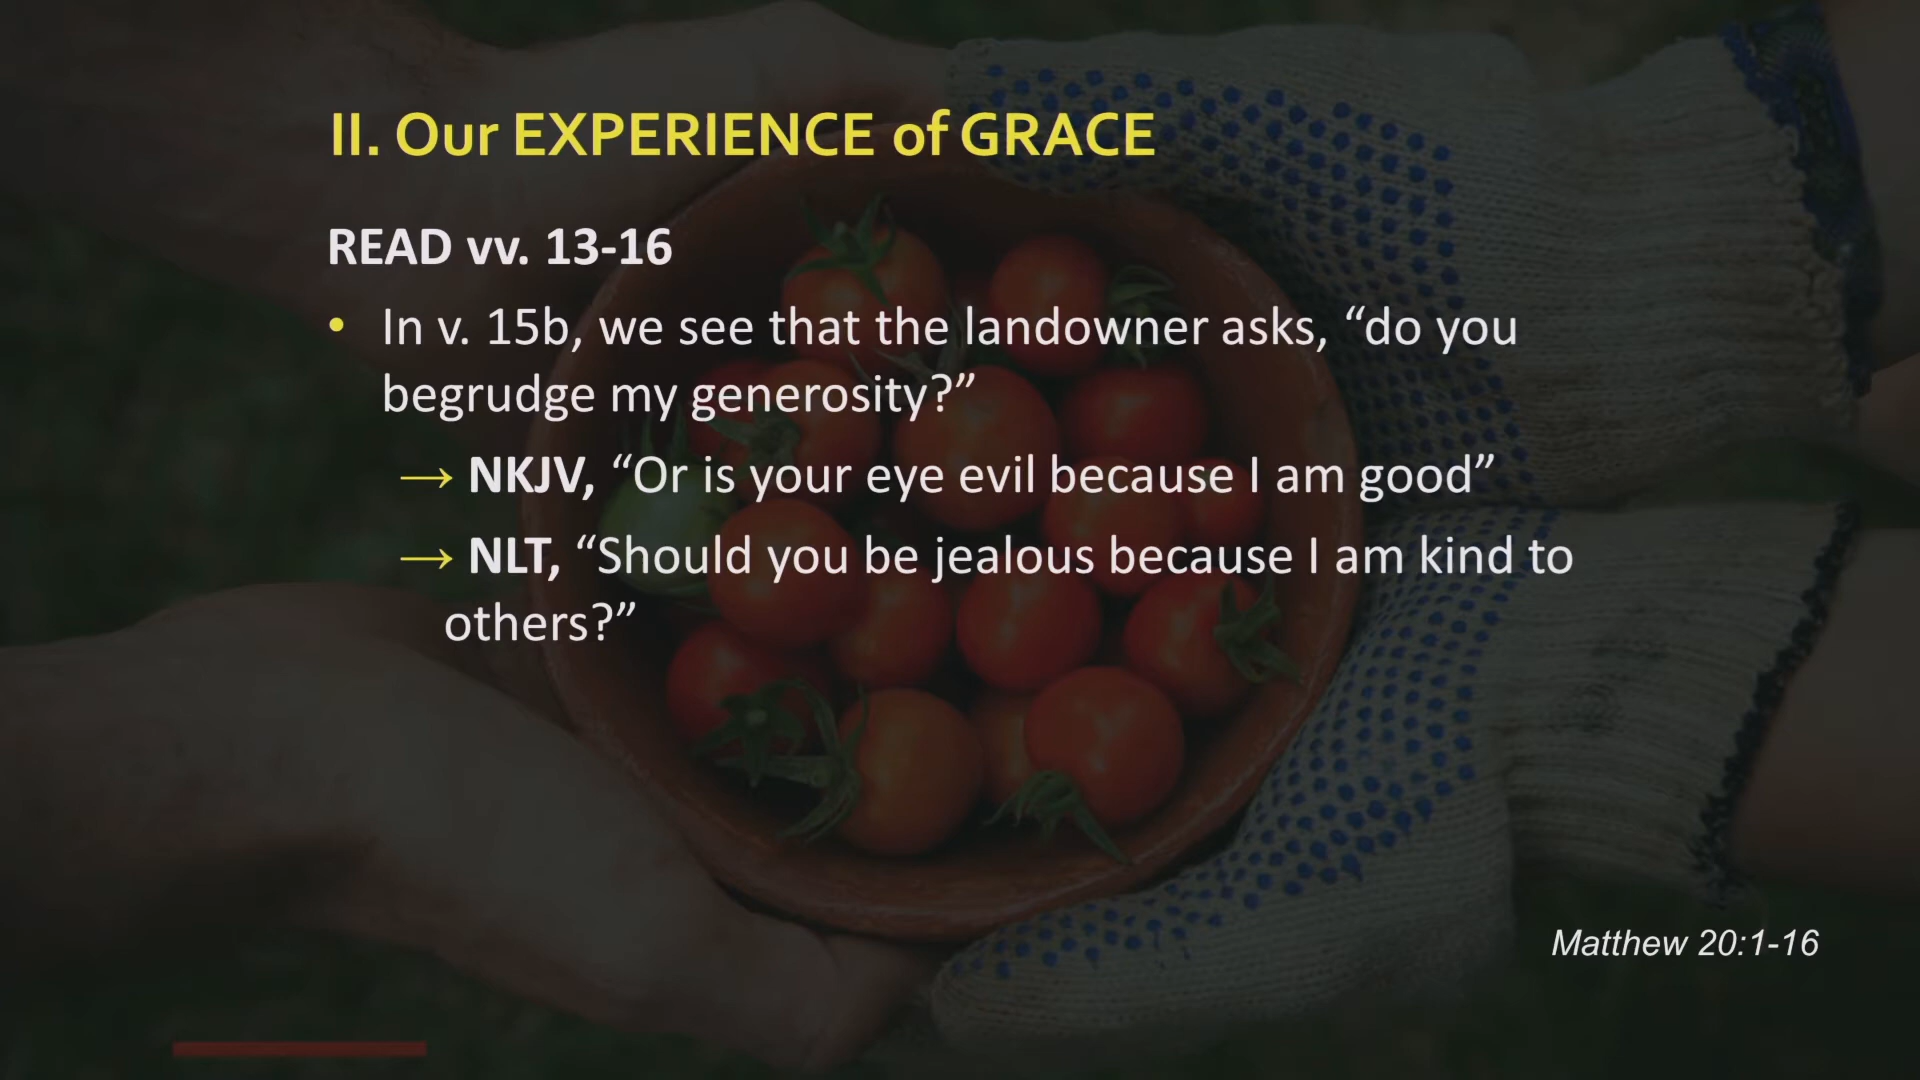 II. Our EXPERIENCE of GRACE
READ vv. 13-16
• In v. 15b, we see that the landowner asks, “do you
begrudge my generosity?”
→ NKJV, “Or is your eye evil because I am good”
→ NLT, “Should you be jealous because I am kind to
others?”
Matthew 20:1-16